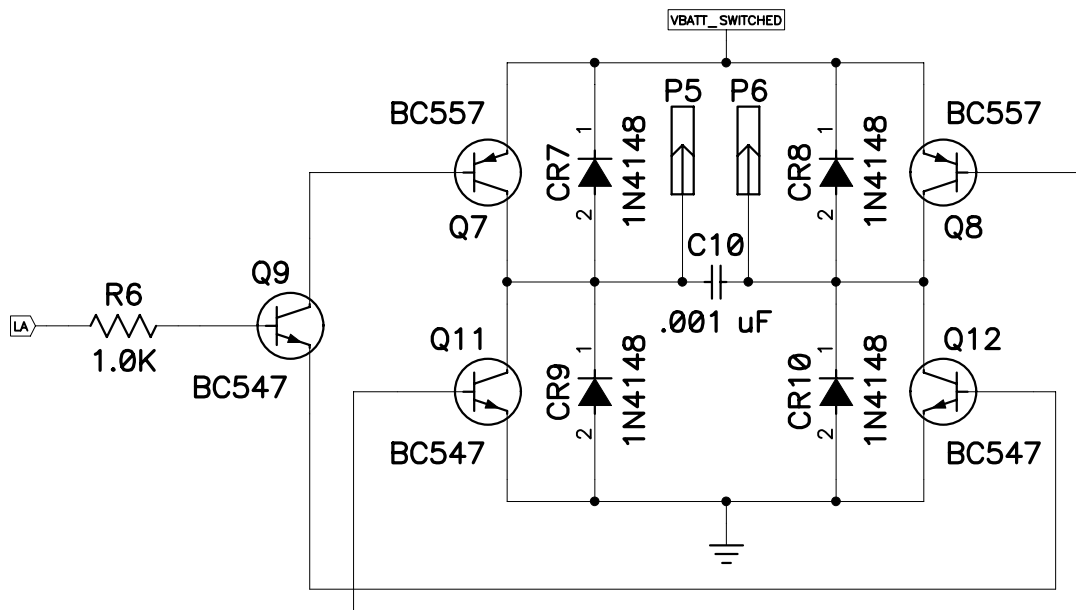 VBATT_SWITCHED
P5
P6
BC557
BC557
1
1
CR7
1N4148
CR8
1N4148
2
2
Q7
Q8
C10
Q9
R6
LA
.001 uF
1.0K
Q11
Q12
BC547
1
1
CR9
1N4148
CR10
1N4148
2
2
BC547
BC547